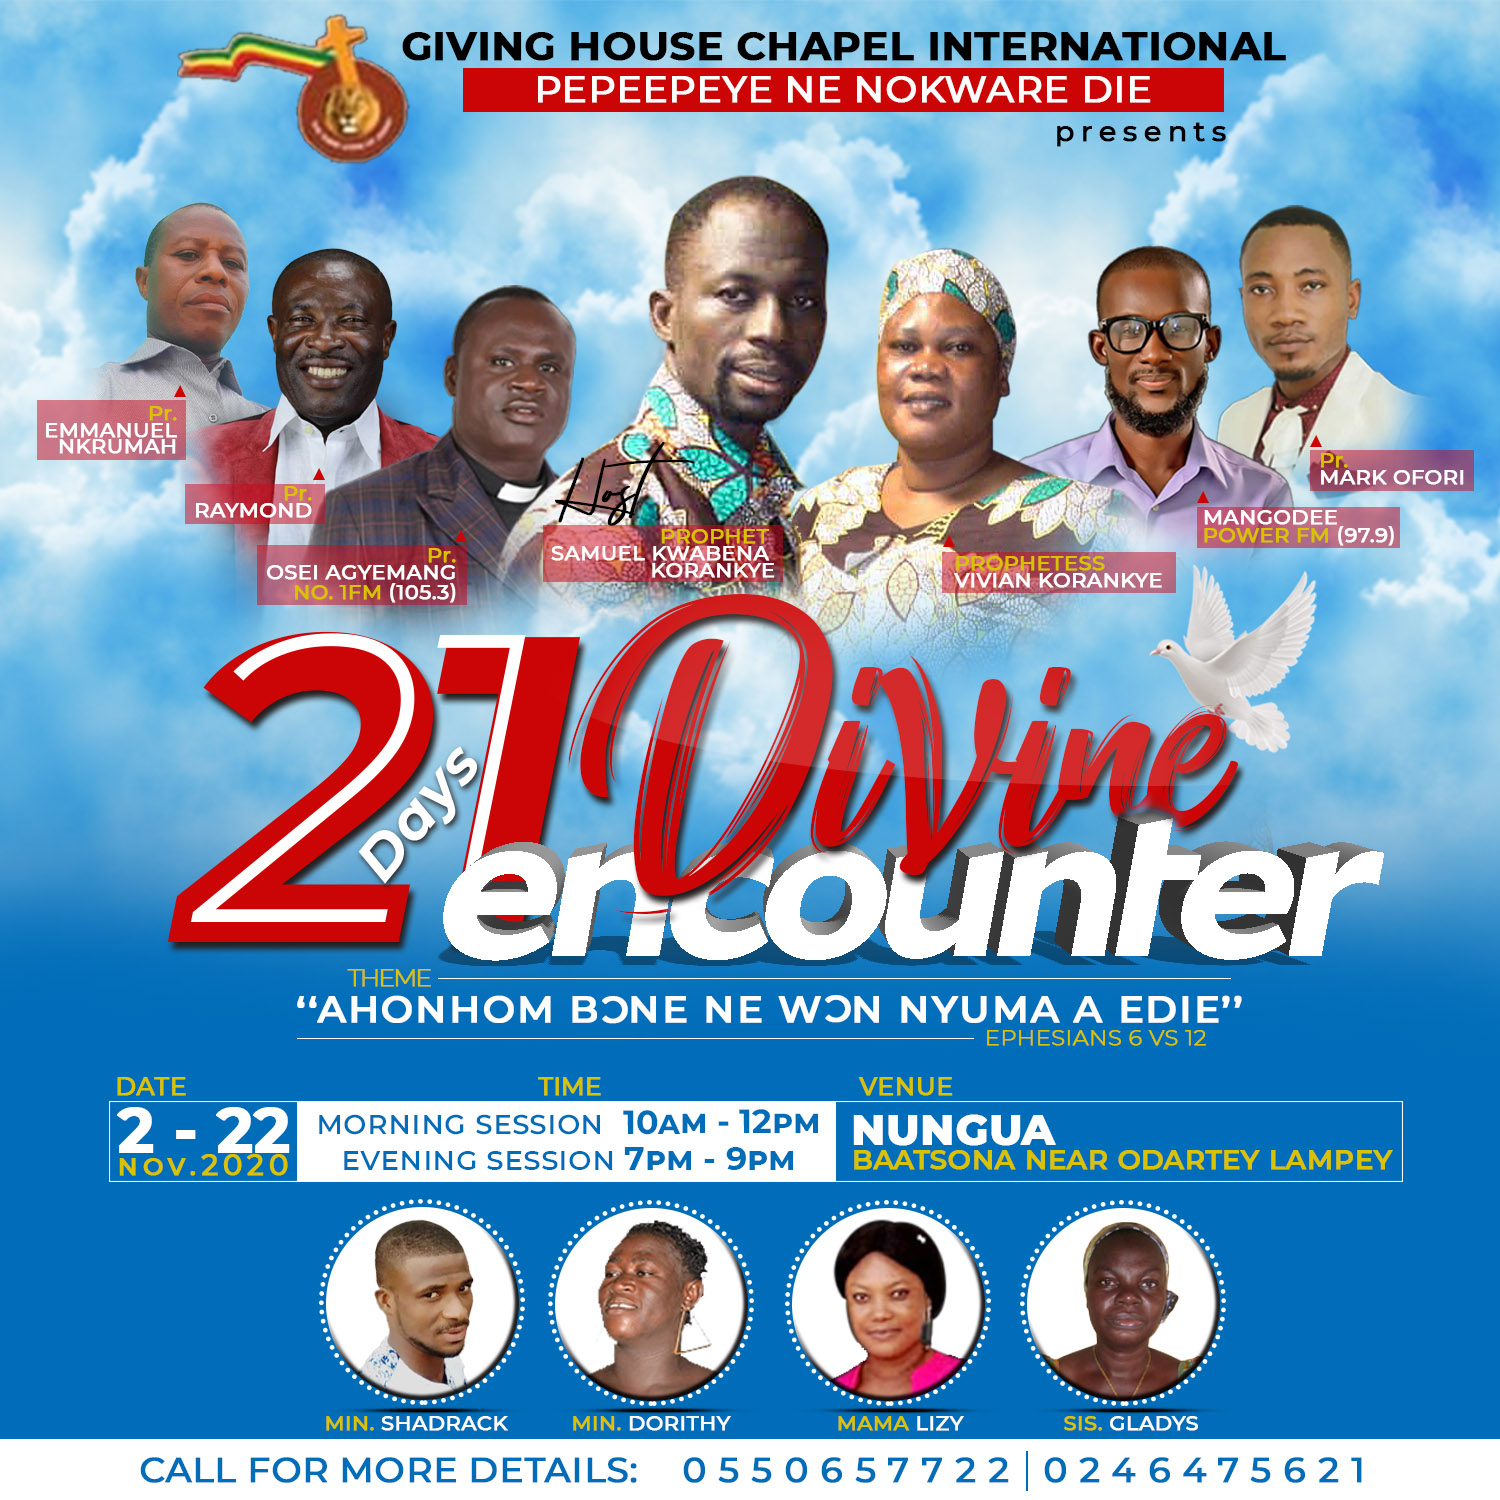 GIVING HOUSE CHAPEL INTERNATIONAL
PEPEEPEYE NE NOKWARE DIE
presents
Pr.
EMMANUEL
NKRUMAH
Pr.
RAYMOND
Pr.
OSEI AGYEMANG
NO. 1FM (105.3)
Host
PROPHET
SAMUEL KWABENA
KORANKYE
PROPHETESS
VIVIAN KORANKYE
MANGODEE
POWER FM (97.9)
Pr.
MARK OFORI
21 Days
Divine
encounter
THEME
“AHONHOM BƆNE NE WƆN NYUMA A EDIE”
EPHESIANS 6 VS 12
DATE
2 - 22
NOV.2020
TIME
MORNING SESSION 10AM - 12PM
EVENING SESSION 7PM - 9PM
VENUE
NUNGUA
BAATSONA NEAR ODARTEY LAMPEY
MIN. SHADRACK
MIN. DORITHY
MAMA LIZY
SIS. GLADYS
CALL FOR MORE DETAILS: 0550657722 | 0246475621